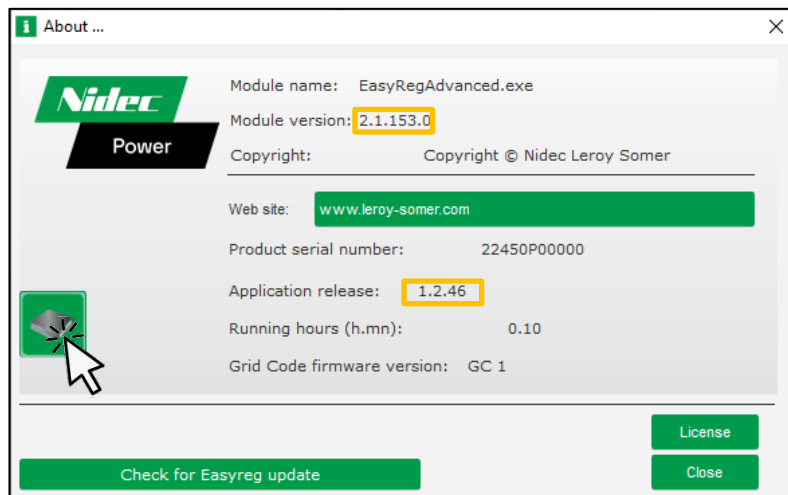 About ...
Nidec
Power
Module name: EasyRegAdvanced.exe
Module version: 2.1.153.0
Copyright: Copyright © Nidec Leroy Somer
Web site: www.leroy-somer.com
Product serial number: 22450P00000
Application release: 1.2.46
Running hours (h.mn): 0.10
Grid Code firmware version: GC 1
License
Check for Easyreg update
Close